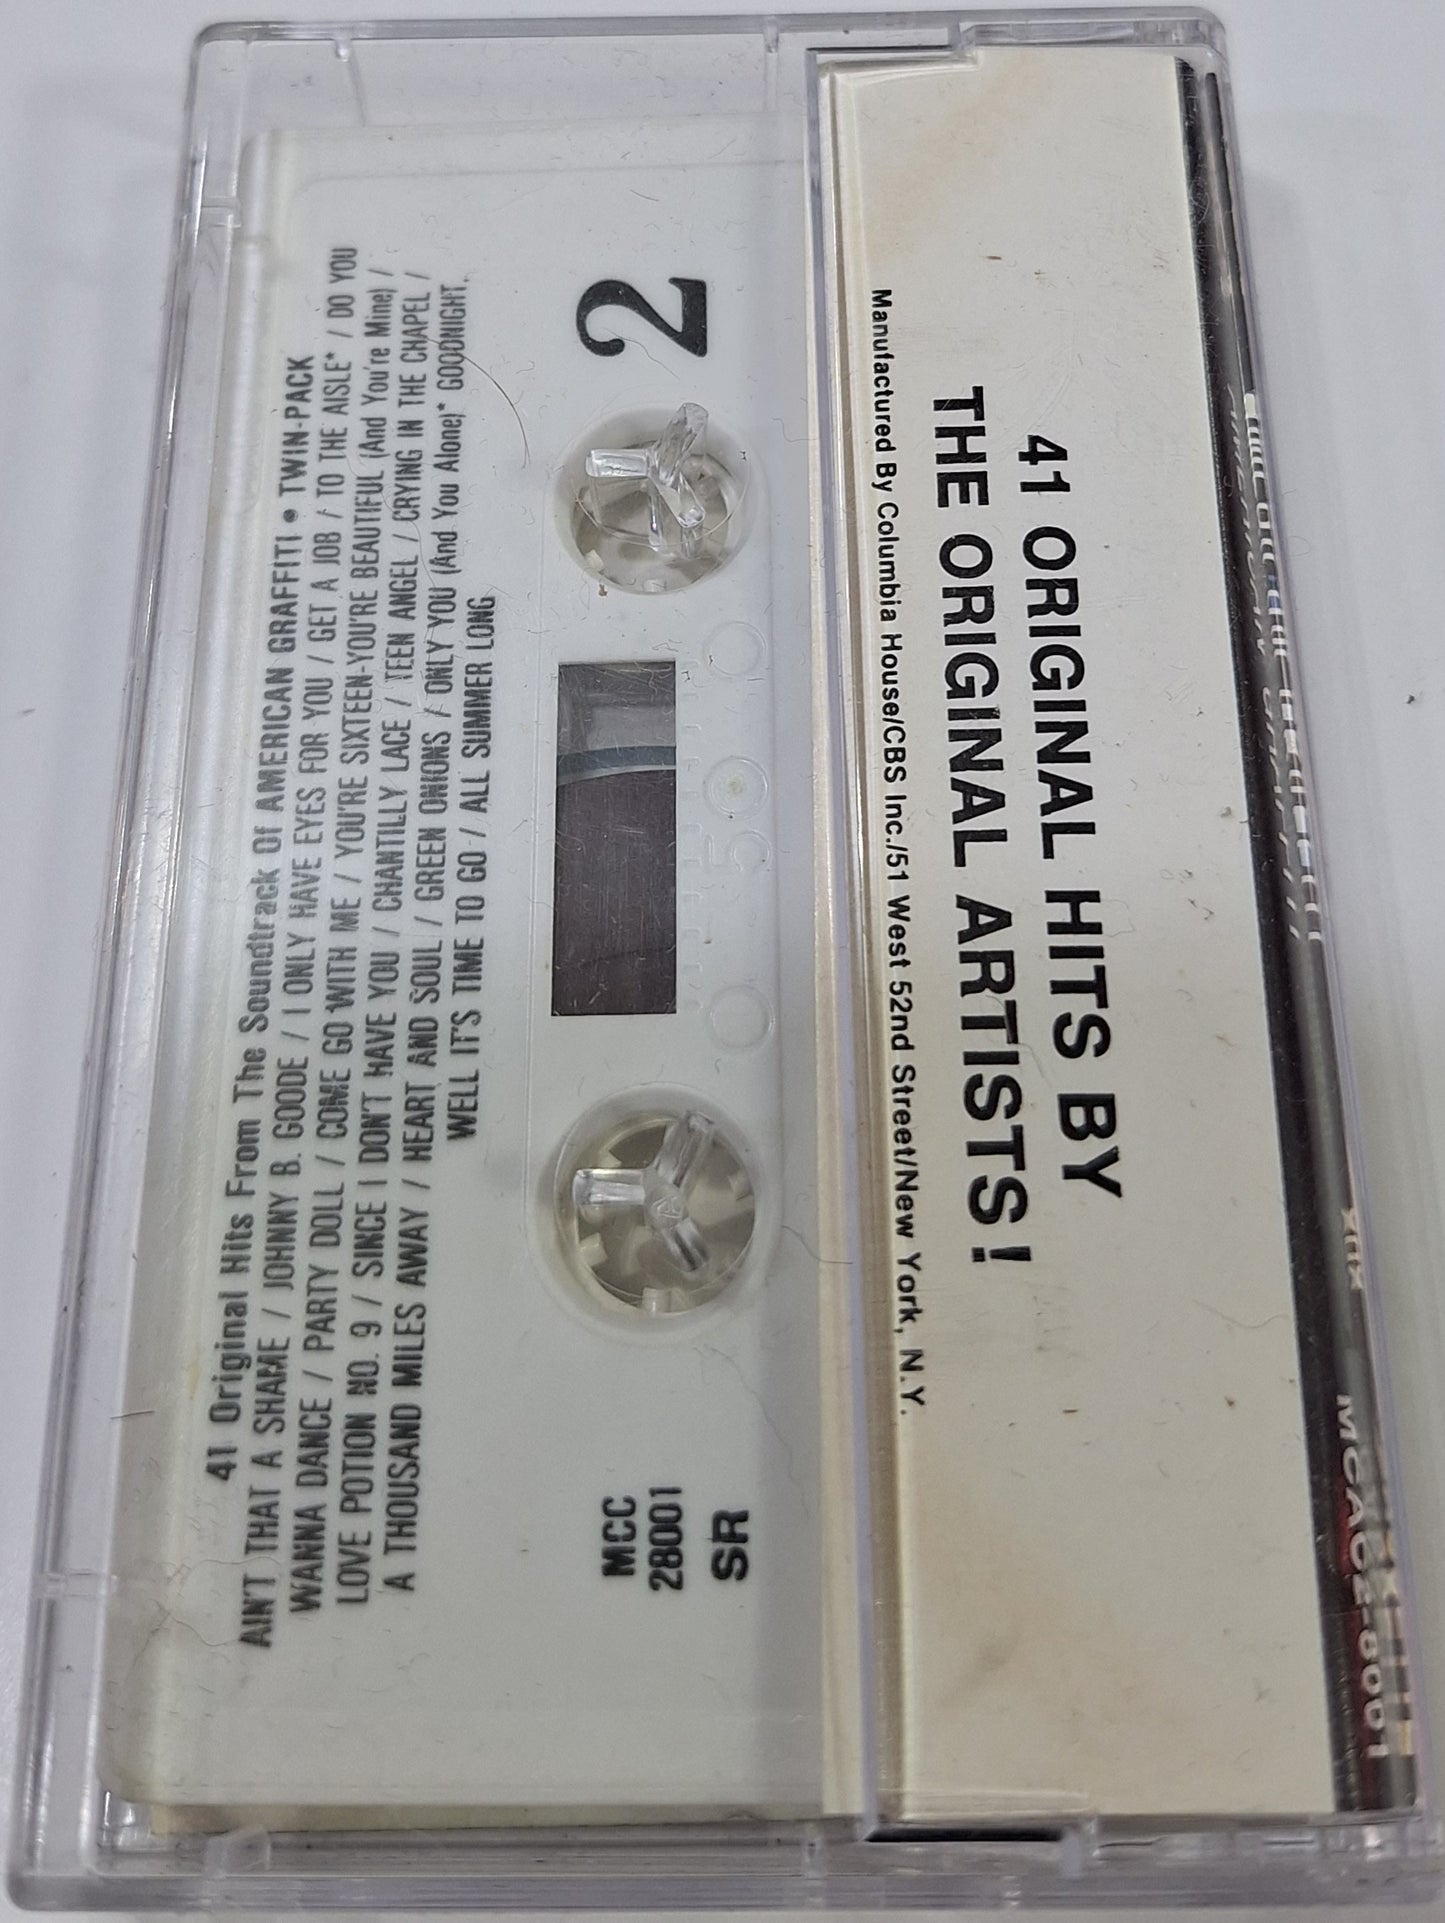 41 Original Hits From The Soundtrack Of AMERICAN GRAFFITI • TWIN-PACK
AIN'T THAT A SHAME / JOHNNY B. GOODE / I ONLY HAVE EYES FOR YOU / GET A JOB / TO THE AISLE* / DO YOU
WANNA DANCE / PARTY DOLL / COME GO WITH ME / YOU'RE SIXTEEN-YOU'RE BEAUTIFUL (And You're Mine) /
LOVE POTION NO. 9 / SINCE I DON'T HAVE YOU / CHANTILLY LACE / TEEN ANGEL / CRYING IN THE CHAPEL /
A THOUSAND MILES AWAY / HEART AND SOUL / GREEN ONIONS / ONLY YOU (And You Alone)* GOODNIGHT,
WELL IT'S TIME TO GO / ALL SUMMER LONG
2
50
MCC
28001
SR
41 ORIGINAL HITS BY
THE ORIGINAL ARTISTS!
Manufactured By Columbia House/CBS Inc./51 West 52nd Street/New York, N.Y.
MCAC2-8001